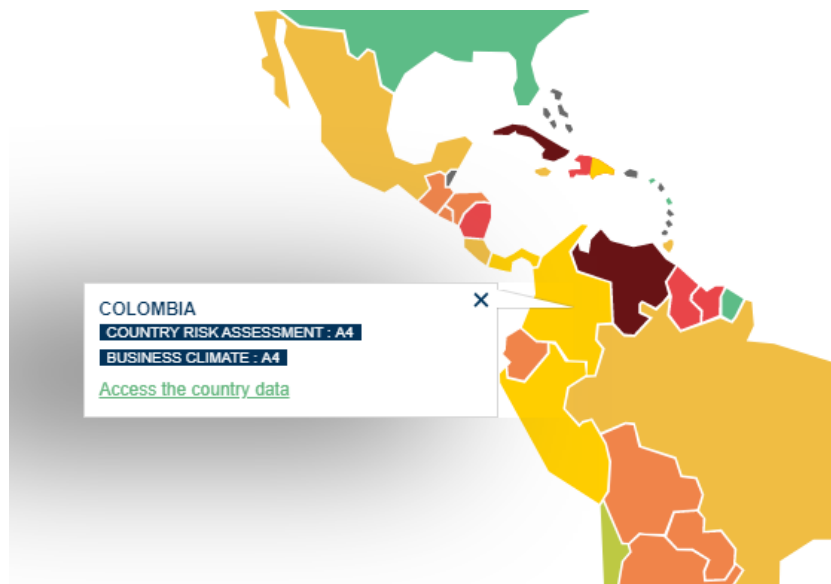 COLOMBIA
COUNTRY RISK ASSESSMENT : A4
BUSINESS CLIMATE : A4
Access the country data